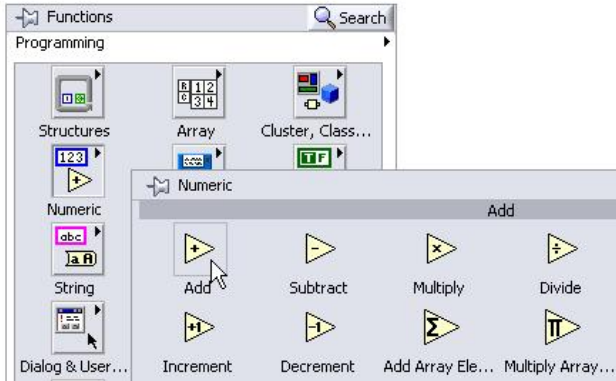 Functions
Search
Programming
Structures
Array
Cluster, Class...
Numeric
Numeric
Add
String
Add
Subtract
Multiply
Divide
Dialog & User...
Increment
Decrement
Add Array Ele...
Multiply Array...